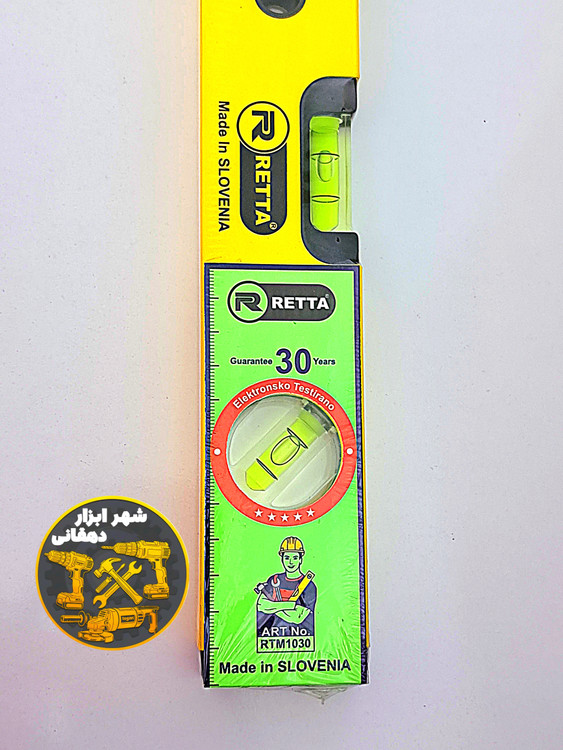 Made In SLOVENIA
R
RETTA®
R RETTA
Guarantee 30 Years
Elektronsko Testirano
ART No.
RTM1030
Made in SLOVENIA
شهر ابزار
دهقانی